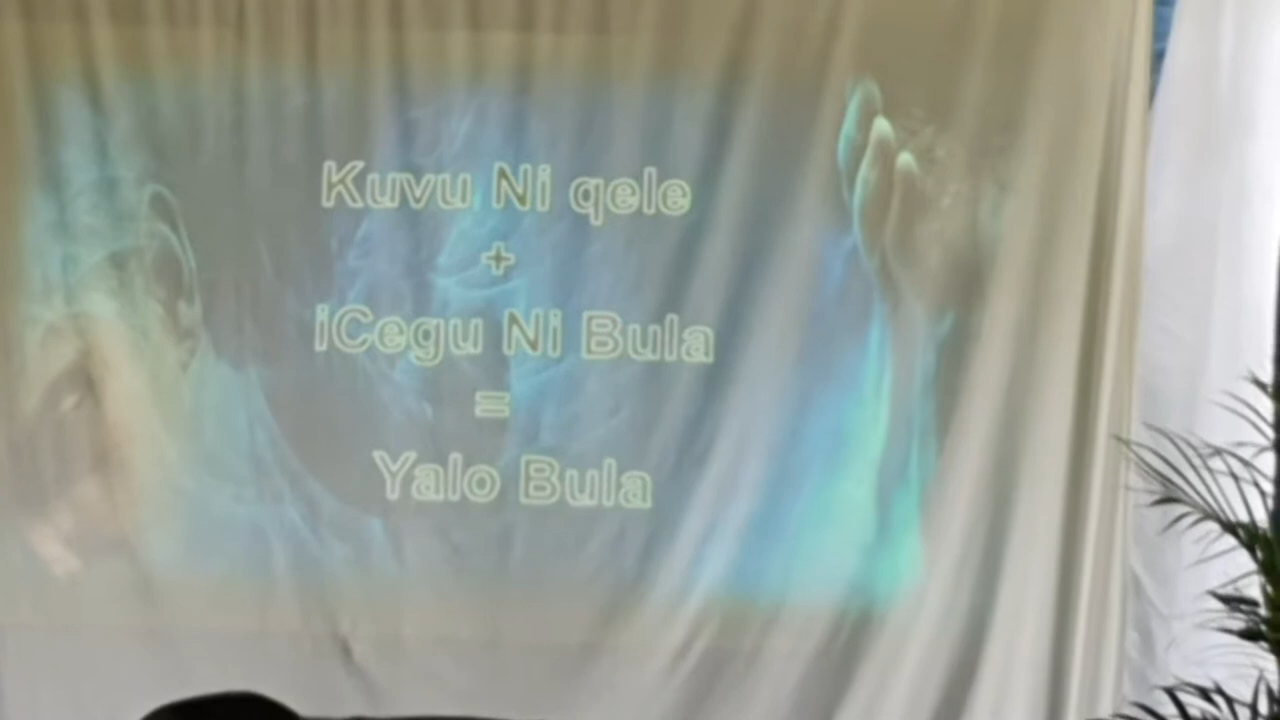 Kuvu Ni qele
+
iCegu Ni Bula
=
Yalo Bula